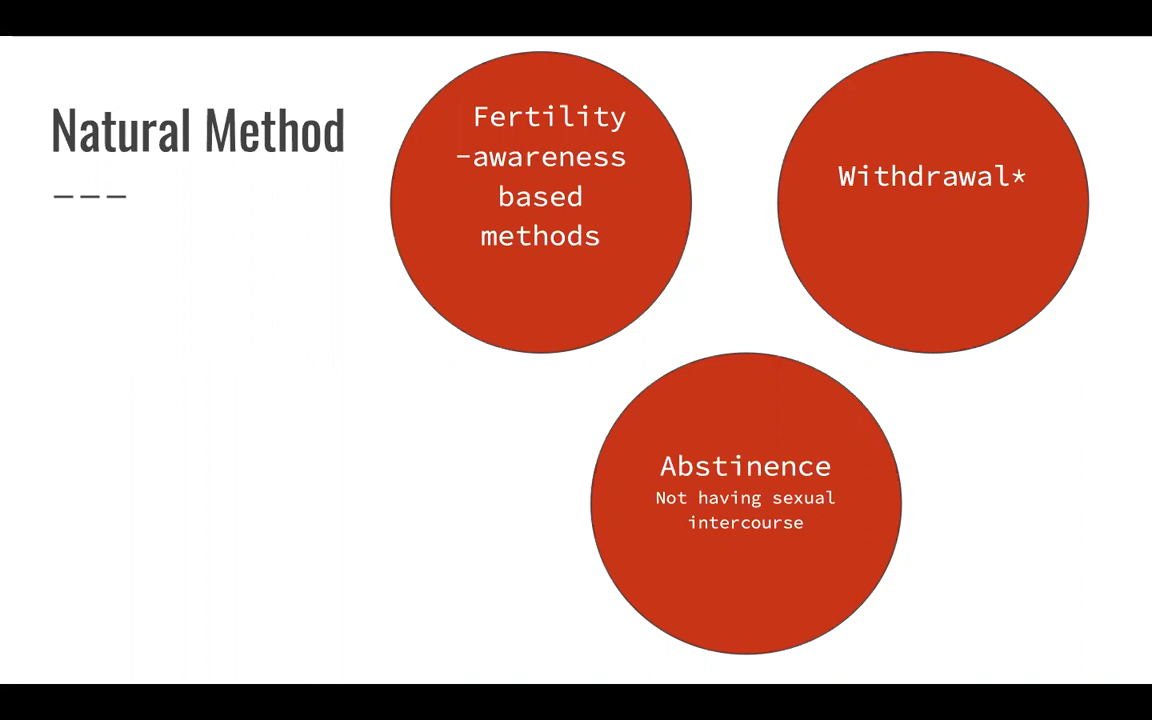 Natural Method
Fertility
-awareness
based
methods
Withdrawal*
Abstinence
Not having sexual
intercourse